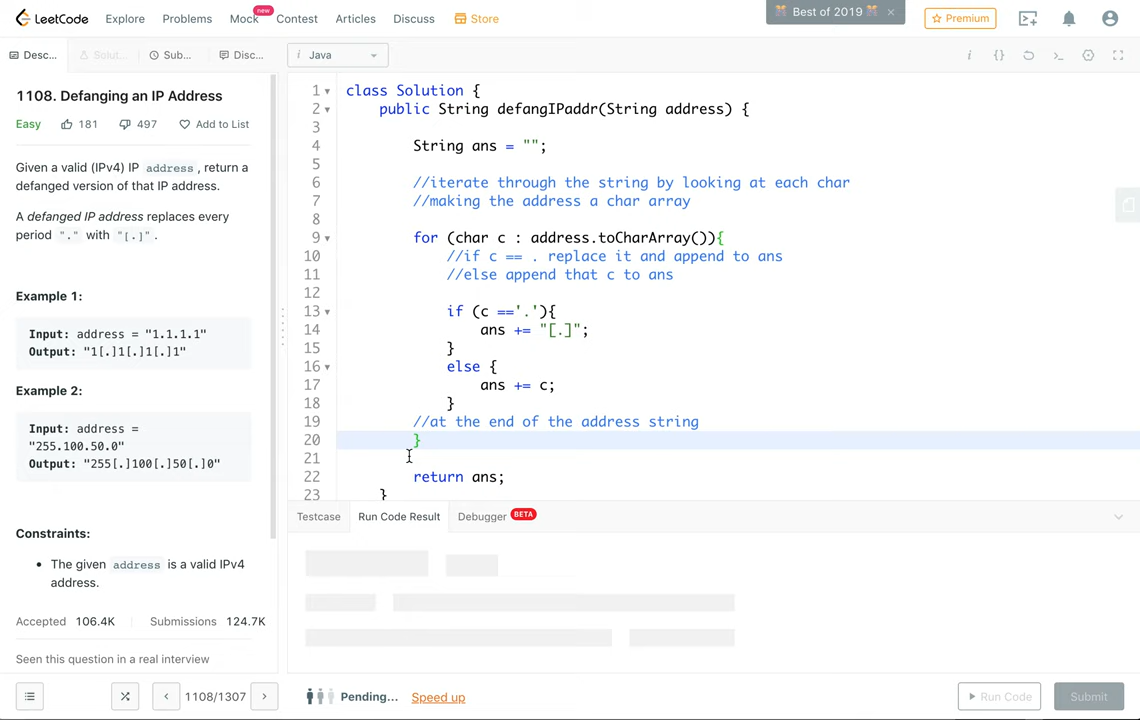 LeetCode
Explore
Problems
Mock
new
Contest
Articles
Discuss
Store
Best of 2019
×
Premium
Desc...
Solut...
Sub...
Disc...
i Java
i {}
1108. Defanging an IP Address
Easy 181 497 Add to List
Given a valid (IPv4) IP address, return a
defanged version of that IP address.
A defanged IP address replaces every
period "." with "[.]".
Example 1:
Input: address = "1.1.1.1"
Output: "1[.]1[.]1[.]1"
Example 2:
Input: address =
"255.100.50.0"
Output: "255[.]100[.]50[.]0"
Constraints:
• The given address is a valid IPv4
address.
Accepted 106.4K Submissions 124.7K
Seen this question in a real interview
1108/1307
1 class Solution {
2 public String defangIPaddr(String address) {
3
4 String ans = "";
5
6 //iterate through the string by looking at each char
7 //making the address a char array
8
9 for (char c : address.toCharArray()){
10 //if c == . replace it and append to ans
11 //else append that c to ans
12
13 if (c =='.'){
14 ans += "[.]";
15 }
16 else {
17 ans += c;
18 }
19 //at the end of the address string
20 }
21
22 return ans;
23 }
Testcase
Run Code Result
Debugger BETA
Pending...
Speed up
Run Code
Submit